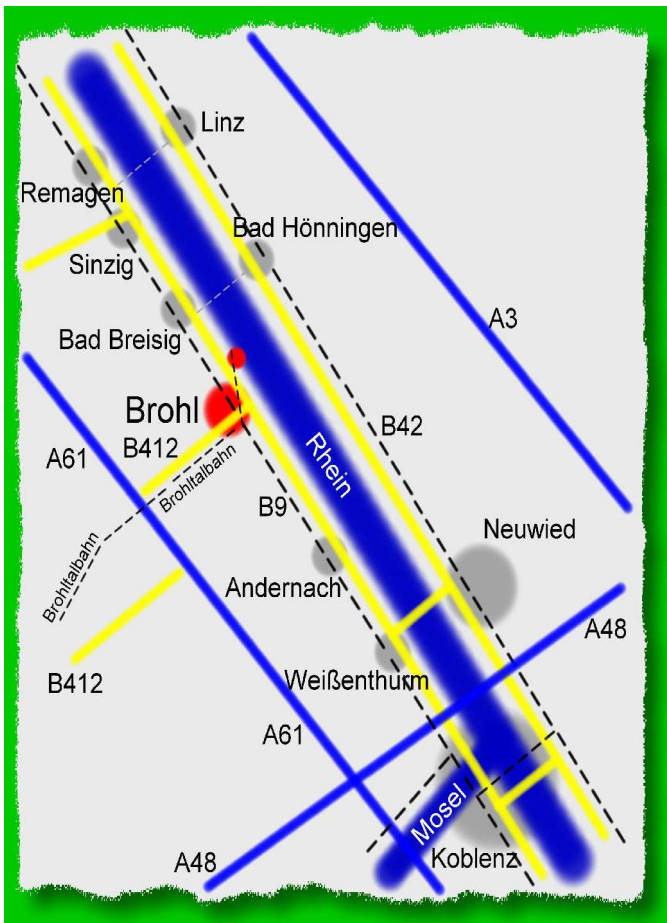 Linz
Remagen
Bad Hönningen
Sinzig
A3
Bad Breisig
Brohl
B42
B412
A61
Rhein
Brohltalbahn
B9
Neuwied
Brohltalbahn
Andernach
A48
B412
Weißenthurm
A61
Mosel
A48
Koblenz